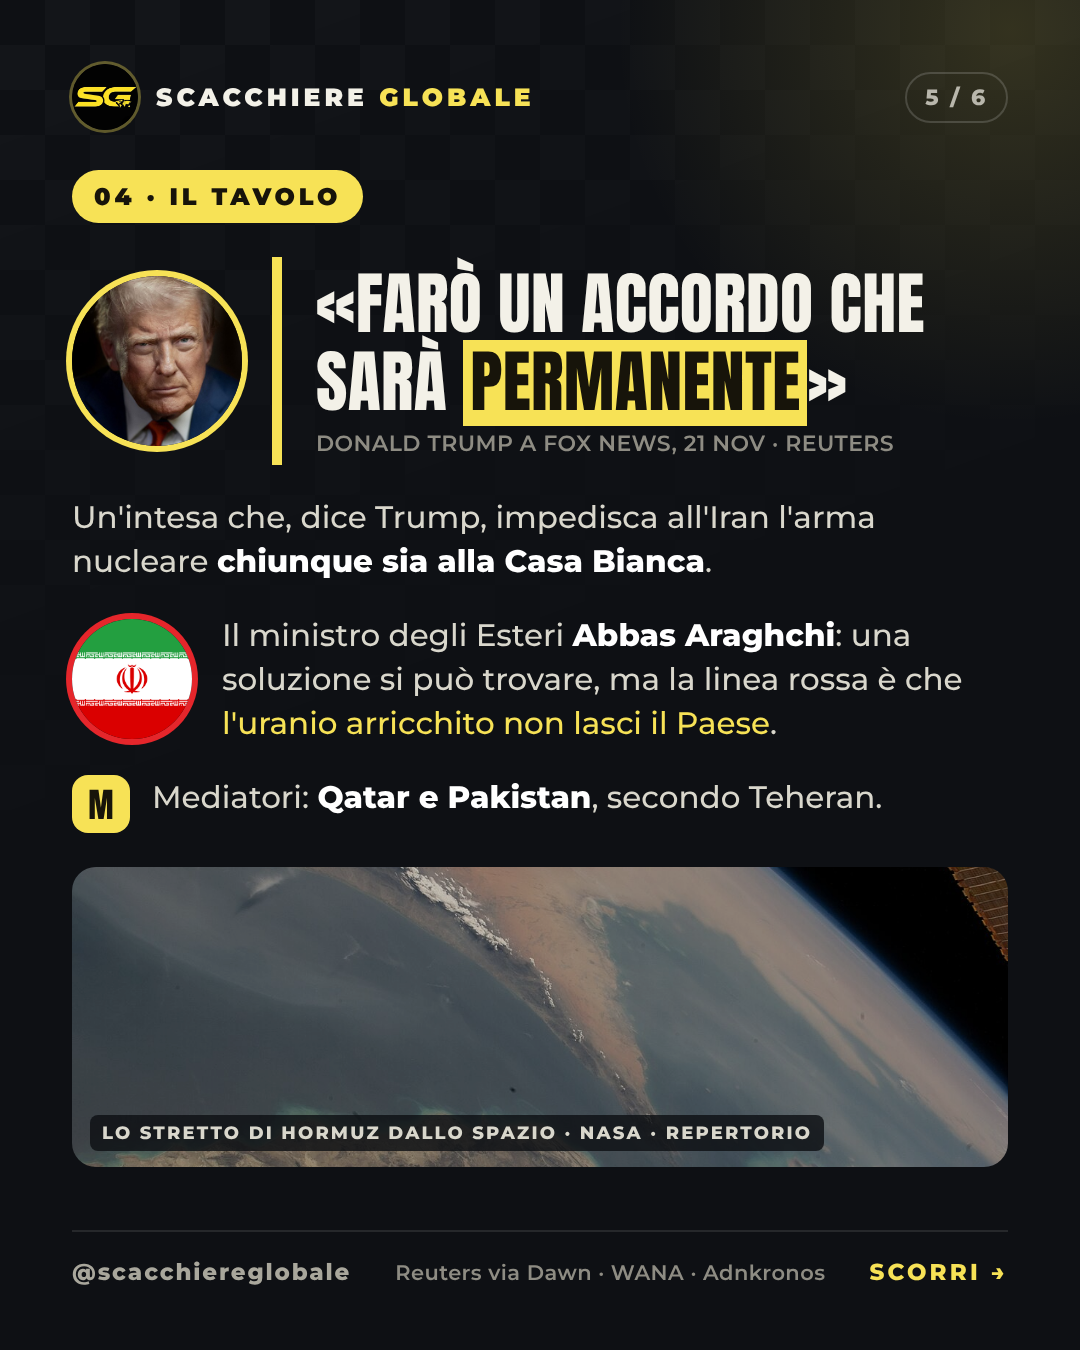 SG
SCACCHIERE GLOBALE
5 / 6
04 · IL TAVOLO
«FARÒ UN ACCORDO CHE
SARÀ PERMANENTE»
DONALD TRUMP A FOX NEWS, 21 NOV · REUTERS
Un'intesa che, dice Trump, impedisca all'Iran l'arma
nucleare chiunque sia alla Casa Bianca.
Il ministro degli Esteri Abbas Araghchi: una
soluzione si può trovare, ma la linea rossa è che
l'uranio arricchito non lasci il Paese.
M
Mediatori: Qatar e Pakistan, secondo Teheran.
LO STRETTO DI HORMUZ DALLO SPAZIO · NASA · REPERTORIO
@scacchiereglobale
Reuters via Dawn · WANA · Adnkronos
SCORRI →